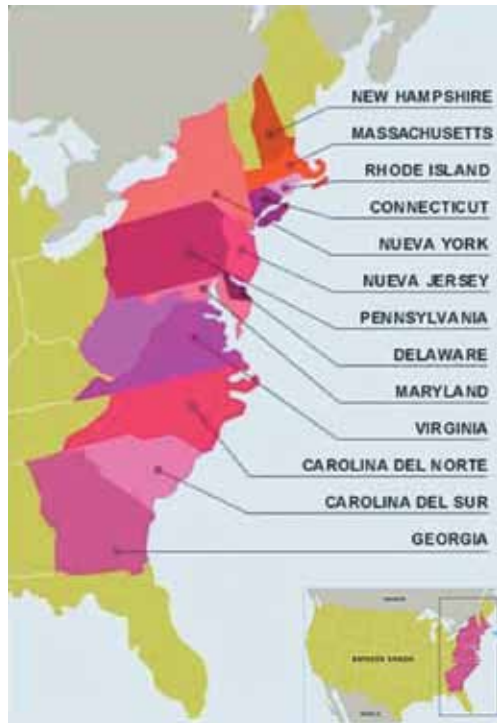 NEW HAMPSHIRE
MASSACHUSETTS
RHODE ISLAND
CONNECTICUT
NUEVA YORK
NUEVA JERSEY
PENNSYLVANIA
DELAWARE
MARYLAND
VIRGINIA
CAROLINA DEL NORTE
CAROLINA DEL SUR
GEORGIA